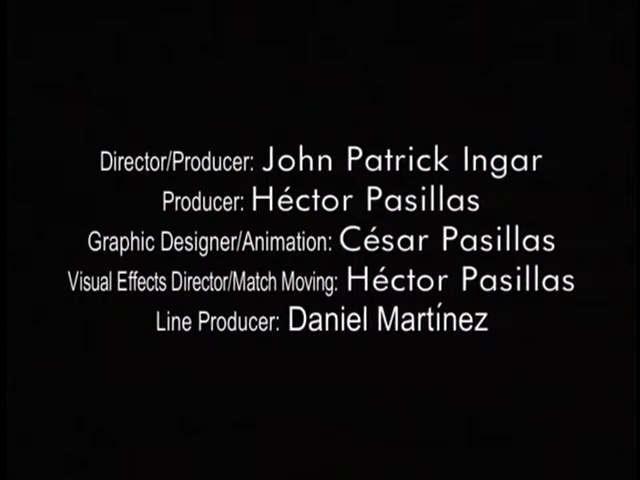 Director/Producer: John Patrick Ingar
Producer: Héctor Pasillas
Graphic Designer/Animation: César Pasillas
Visual Effects Director/Match Moving: Héctor Pasillas
Line Producer: Daniel Martínez